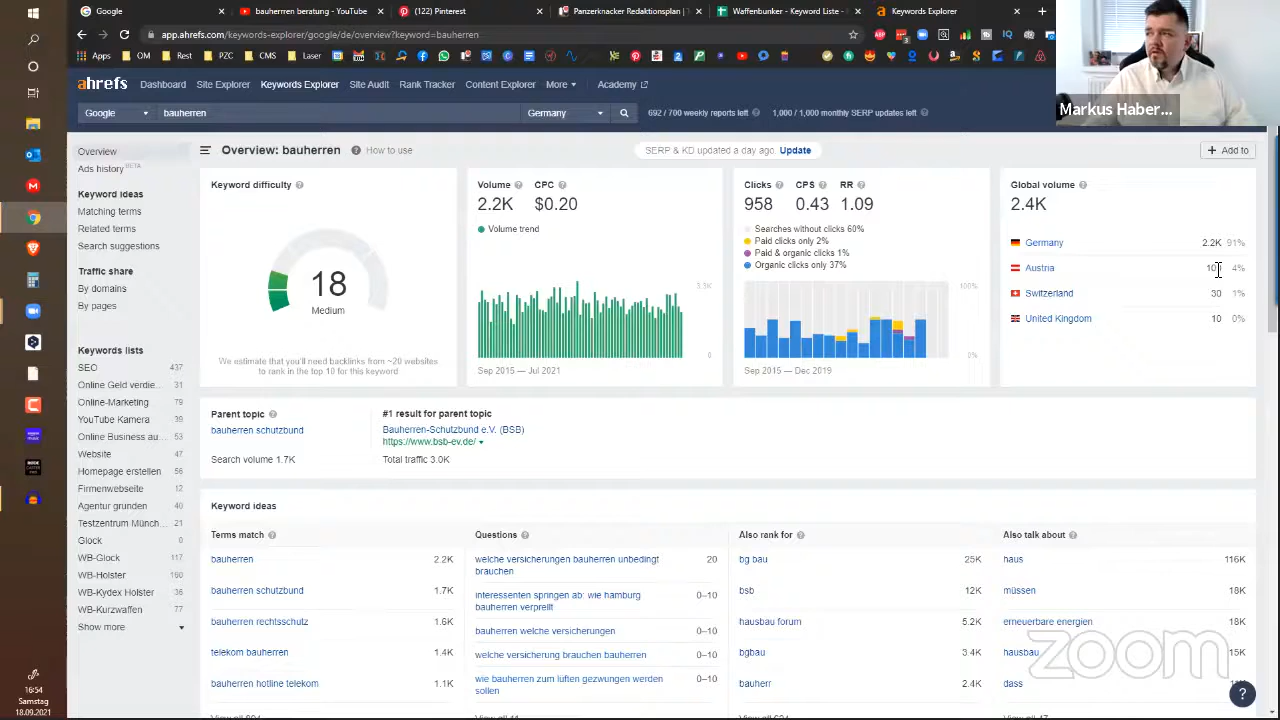 Google
bauherren beraten - YouTube
(122) Pinterest
Keyword
Keywords Explorer
app.ahrefs.com
Apps
DM
Rest
SEO
CMS
Laser
ahrefs
Dashboard
Site Explorer
Keywords Explorer
Site Audit
Rank Tracker
Content Explorer
More
Academy
Google
bauherren
Germany
692 / 700 weekly reports left
1,000 / 1,000 monthly SERP updates left
Markus Haber...
Overview
Ads history BETA
Keyword ideas
Matching terms
Related terms
Search suggestions
Traffic share
By domains
By pages
Keywords lists
SEO 437
Online Geld verdie... 31
Online-Marketing 79
YouTube Kamera 39
Online Business au... 53
Website 47
Homepage erstellen 56
Firmenwebseite 12
Agentur gründen 40
Testzentrum Münch... 21
Glock 8
WB-Glock 117
WB-Holster 160
WB-Kydex Holster 36
WB-Kurzwaffen 77
Show more
Overview: bauherren
How to use
SERP & KD updated a day ago. Update
+ Add to
Keyword difficulty
18
Medium
We estimate that you'll need backlinks from ~20 websites
to rank in the top 10 for this keyword
Volume CPC
2.2K $0.20
Volume trend
3.3K
0
Sep 2015 — Jul 2021
Clicks CPS RR
958 0.43 1.09
Searches without clicks 60%
Paid clicks only 2%
Paid & organic clicks 1%
Organic clicks only 37%
100%
0%
Sep 2015 — Dec 2019
Global volume
2.4K
Germany 2.2K 91%
Austria 4%
Switzerland 30 1%
United Kingdom 10 0%
Parent topic
bauherren schutzbund
Search volume 1.7K
#1 result for parent topic
Bauherren-Schutzbund e.V. (BSB)
https://www.bsb-ev.de/
Total traffic 3.0K
Keyword ideas
Terms match
bauherren 2.2K
bauherren schutzbund 1.7K
bauherren rechtsschutz 1.6K
telekom bauherren 1.4K
bauherren hotline telekom 1.1K
Questions
welche versicherungen bauherren unbedingt 20
brauchen
interessenten springen ab: wie hamburg 0–10
bauherren verprellt
bauherren welche versicherungen 0–10
welche versicherung brauchen bauherren 0–10
wie bauherren zum lüften gezwungen werden 0–10
sollen
Also rank for
bg bau 25K
bsb 12K
hausbau forum 5.2K
bgbau 3.4K
bauherr 2.4K
Also talk about
haus 116K
müssen 18K
erneuerbare energien 18K
hausbau 15K
dass
zoom
16:54
Samstag
18.09.2021